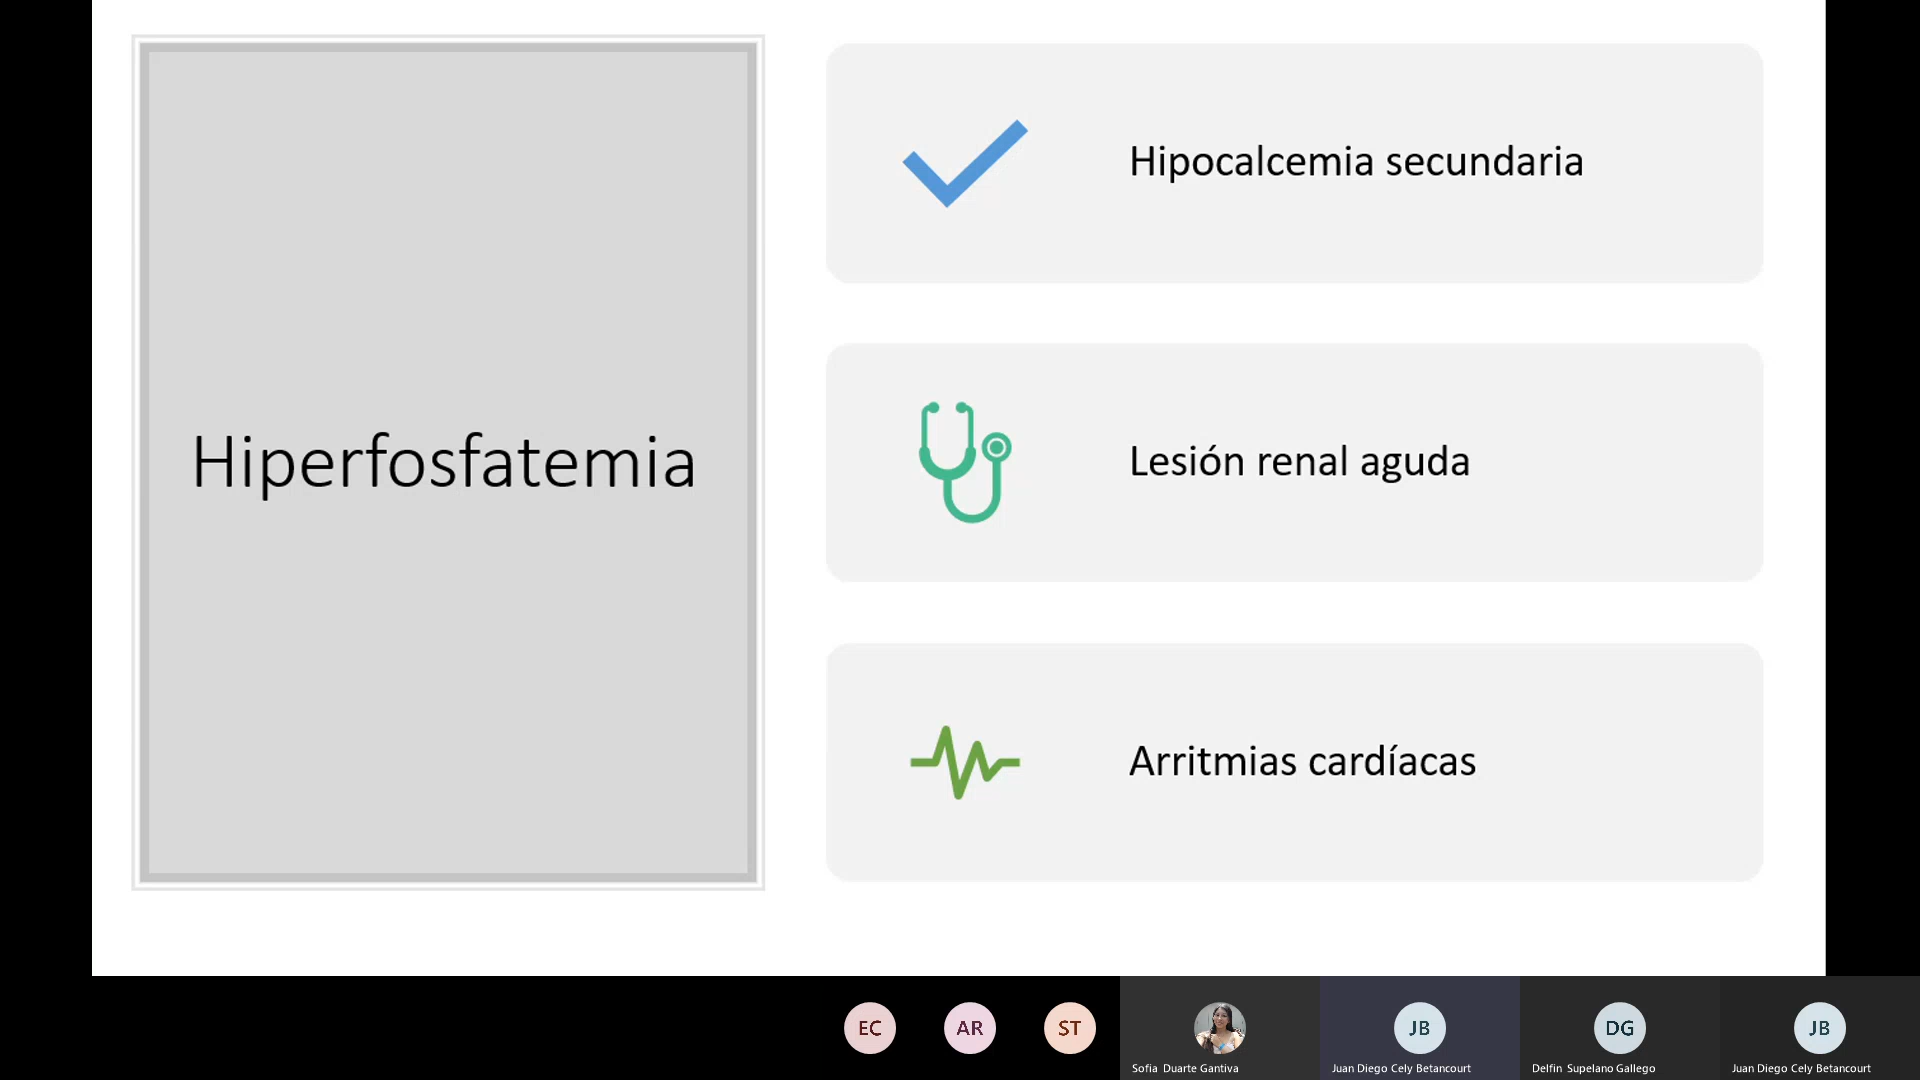 Hiperfosfatemia
Hipocalcemia secundaria
Lesión renal aguda
Arritmias cardíacas
EC
AR
ST
JB
DG
JB
Sofia Duarte Gantiva
Juan Diego Cely Betancourt
Delfin Supelano Gallego
Juan Diego Cely Betancourt